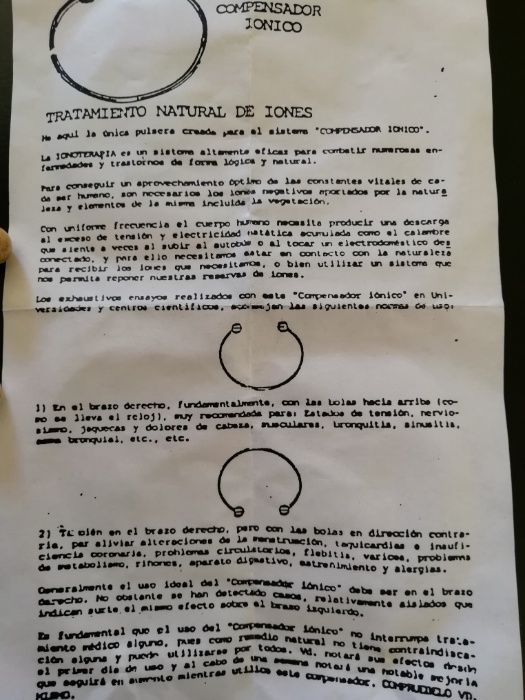 COMPENSADOR
IONICO
TRATAMIENTO NATURAL DE IONES
He aquí la única pulsera creada para el sistema "COMPENSADOR IONICO".
La IONOTERAPIA es un sistema altamente eficaz para combatir numerosas en-
fermedades y trastornos de forma lógica y natural.
Para conseguir un aprovechamiento óptimo de las constantes vitales de ca-
da ser humano, son necesarios los iones negativos aportados por la natura
leza y elementos de la misma incluida la vegetación.
Con uniforme frecuencia el cuerpo humano necesita producir una descarga
al exceso de tensión y electricidad estática acumulada como el calambre
que siente a veces al subir al autobús o al tocar un electrodoméstico des
conectado, y para ello necesitamos estar en contacto con la naturaleza
para recibir los iones que necesitamos, o bien utilizar un sistema que
nos permita reponer nuestras reservas de iones.
Los exhaustivos ensayos realizados con este "Compensador Iónico" en Uni-
versidades y centros científicos, aconsejan las siguientes normas de uso:
1) En el brazo derecho, fundamentalmente, con las bolas hacia arriba (co-
mo se lleva el reloj), muy recomendada para: Estados de tensión, nervio-
sismo, jaquecas y dolores de cabeza, musculares, bronquitis, sinusitis,
bronquial, etc., etc.
2) También en el brazo derecho, pero con las bolas en dirección contra-
ria, par aliviar alteraciones de la menstruación, taquicardias e insufi-
ciencia coronaria, problemas circulatorios, flebitis, varices, problemas
de metabolismo, riñones, aparato digestivo, estreñimiento y alergias.
Generalmente el uso ideal del "Compensador Iónico" debe ser en el brazo
derecho. No obstante se han detectado casos, relativamente aislados que
indican surte el mismo efecto sobre el brazo izquierdo.
Es fundamental que el uso del "Compensador Iónico" no interrumpa trata-
miento médico alguno, pues como remedio natural no tiene contraindica-
ción alguna y puede utilizarse por todos. Vd. notará sus efectos desde
el primer día de uso y al cabo de una semana notará una notable mejoría
que seguirá en aumento mientras utilice este compensador, COMPRUEBELO VD.
MISMO.